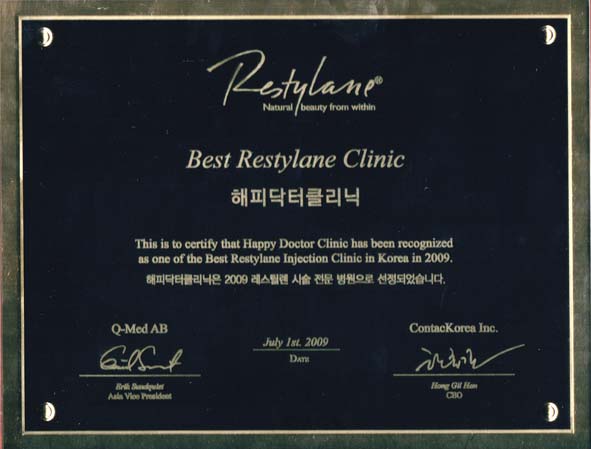 Restylane®
Natural beauty from within
Best Restylane Clinic
해피닥터클리닉
This is to certify that Happy Doctor Clinic has been recognized
as one of the Best Restylane Injection Clinic in Korea in 2009.
해피닥터클리닉은 2009 레스틸렌 시술 전문 병원으로 선정되었습니다.
Q-Med AB
July 1st. 2009
DATE
ContacKorea Inc.
Erik Sundquist
Asia Vice President
Hong Gil Han
CEO